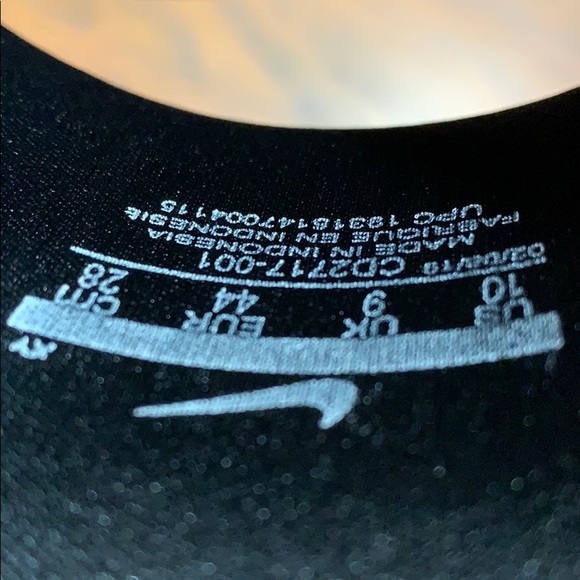 US UK EUR cm
10 9 44 28
CD2717-001
MADE IN INDONESIA
FABRIQUE EN INDONESIE
UPC